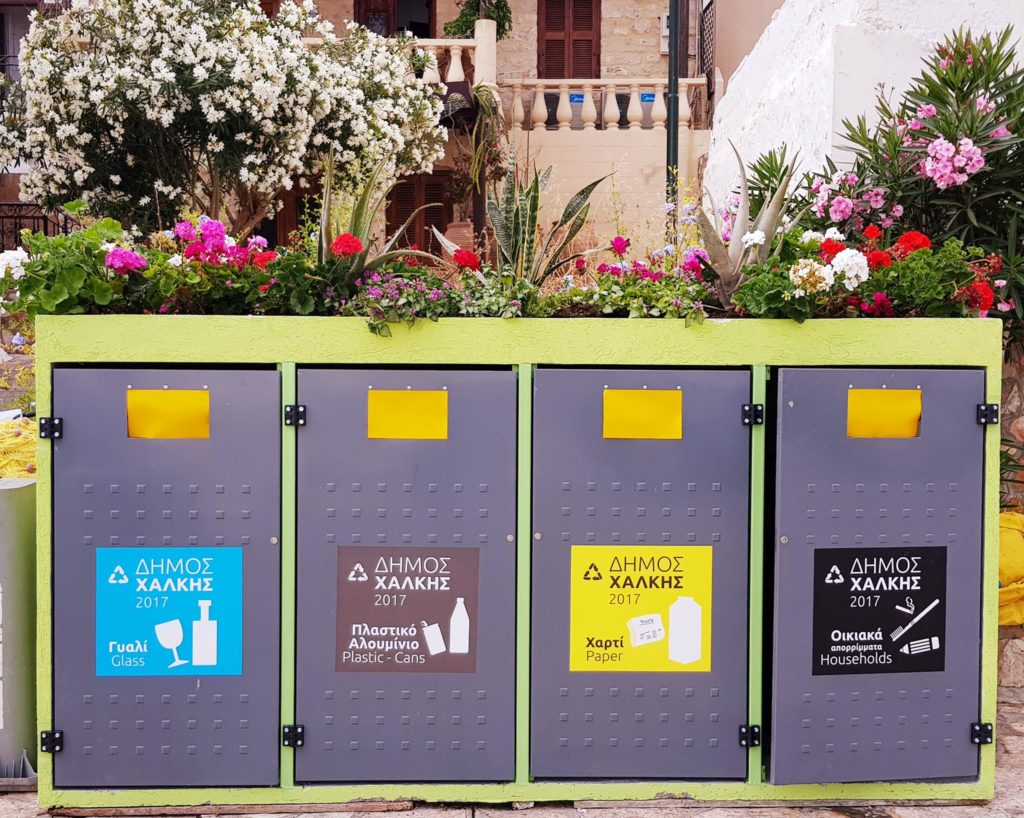 ΔΗΜΟΣ
ΧΑΛΚΗΣ
2017
Γυαλί
Glass
ΔΗΜΟΣ
ΧΑΛΚΗΣ
2017
Πλαστικό
Αλουμίνιο
Plastic - Cans
ΔΗΜΟΣ
ΧΑΛΚΗΣ
2017
Χαρτί
Paper
ΔΗΜΟΣ
ΧΑΛΚΗΣ
2017
Οικιακά
απορρίμματα
Households